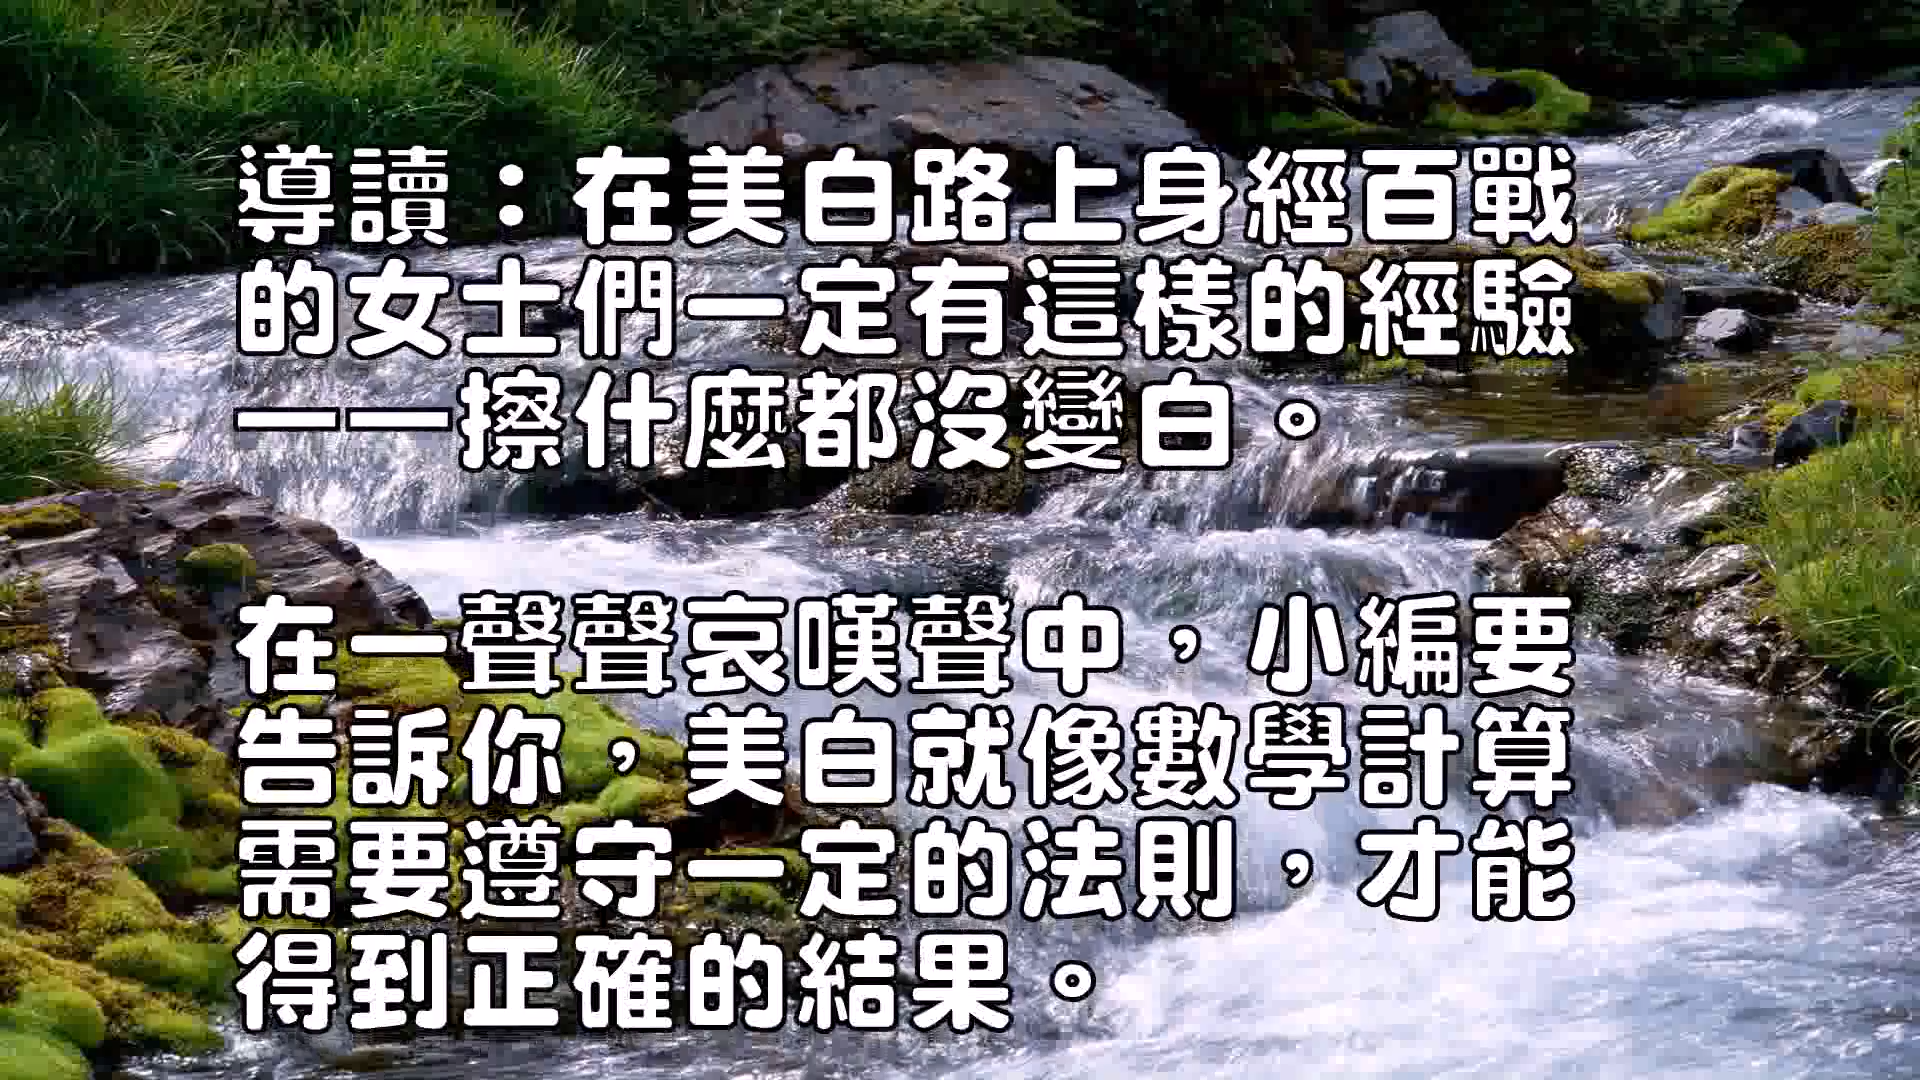 導讀：在美白路上身經百戰
的女士們一定有這樣的經驗
——擦什麼都沒變白。
在一聲聲哀嘆聲中，小編要
告訴你，美白就像數學計算
需要遵守一定的法則，才能
得到正確的結果。